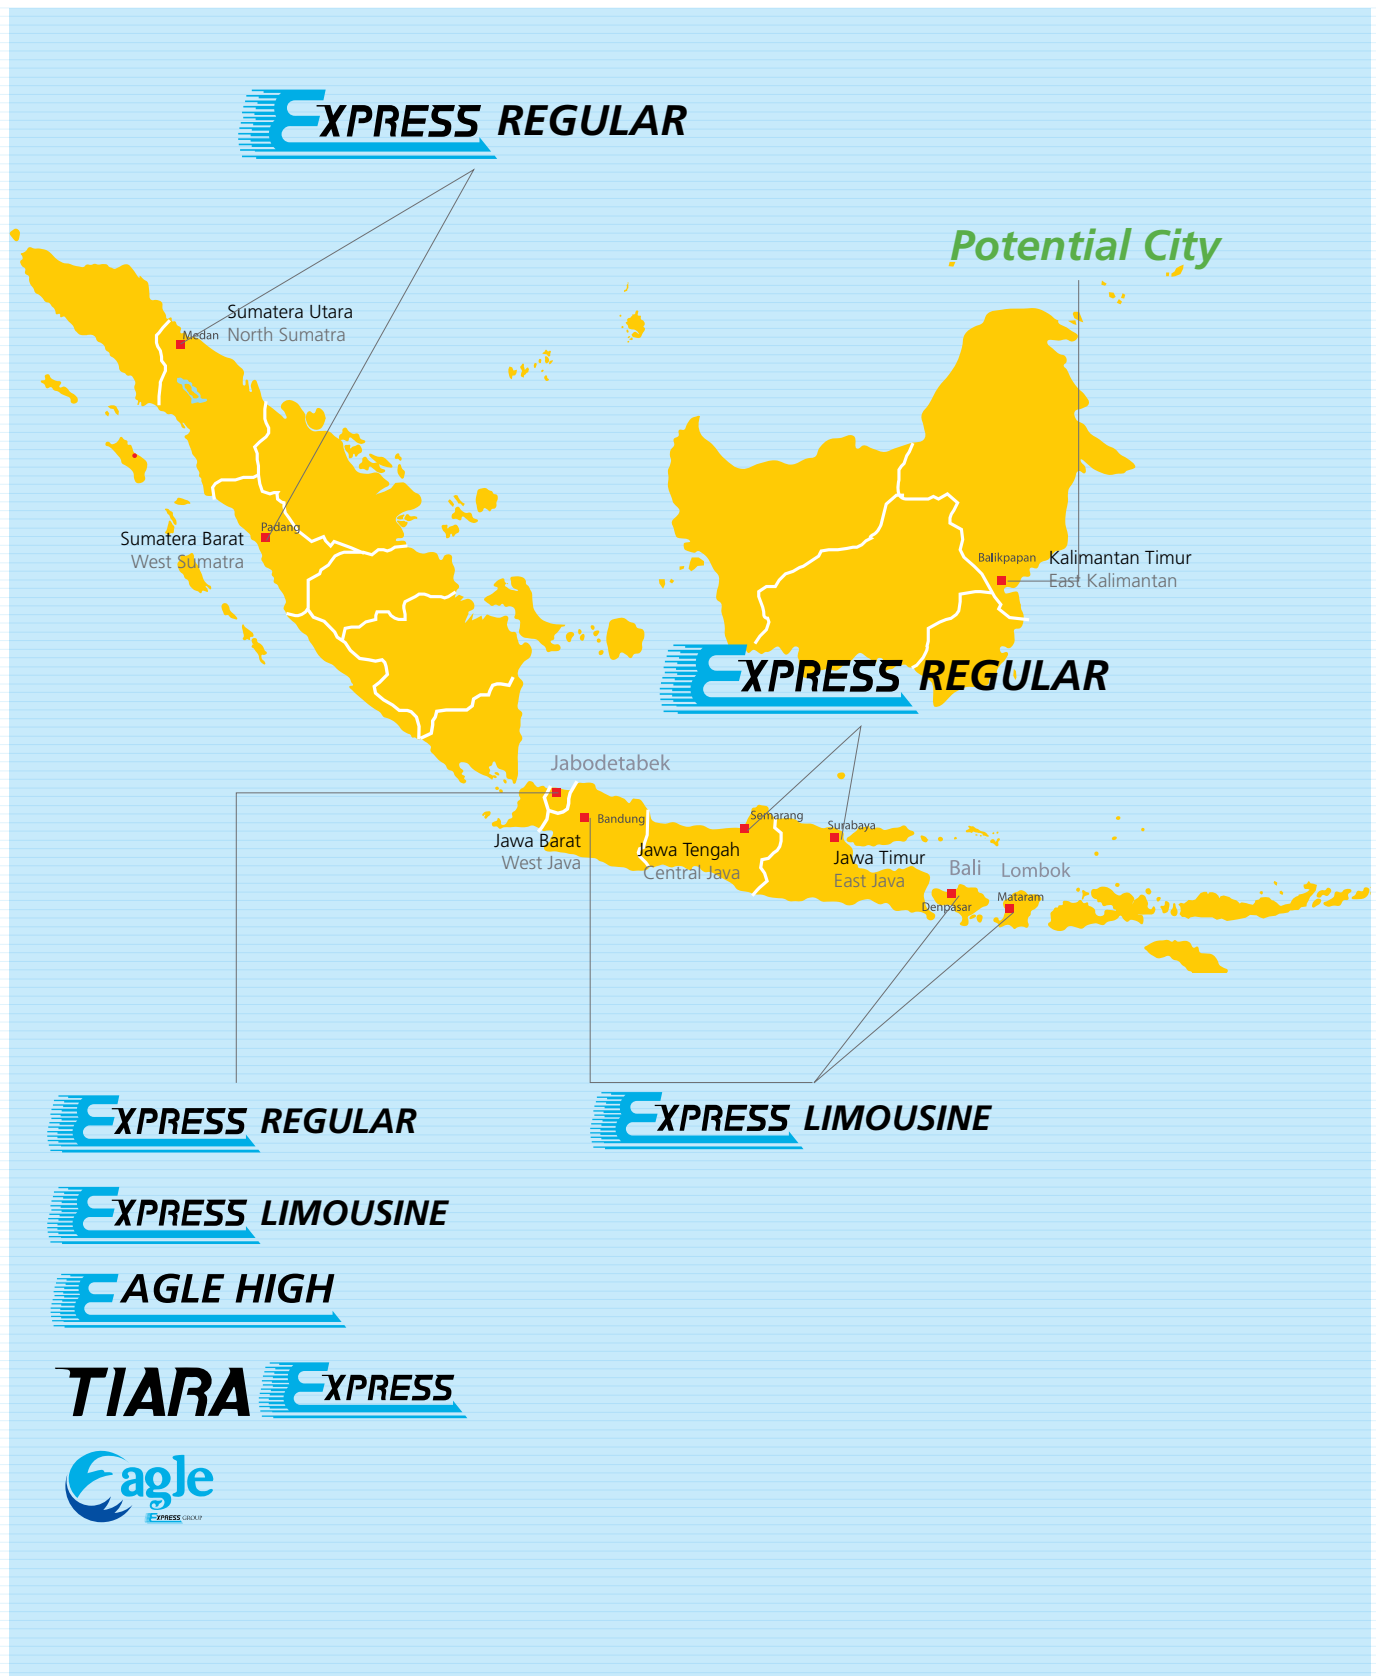 EXPRESS REGULAR
Potential City
Sumatera Utara
Medan
North Sumatra
Padang
Sumatera Barat
West Sumatra
Balikpapan
Kalimantan Timur
East Kalimantan
EXPRESS REGULAR
Jabodetabek
Bandung
Semarang
Surabaya
Jawa Barat
West Java
Jawa Tengah
Central Java
Jawa Timur
East Java
Bali
Lombok
Denpasar
Mataram
EXPRESS REGULAR
EXPRESS LIMOUSINE
EXPRESS LIMOUSINE
EAGLE HIGH
TIARA EXPRESS
Eagle
EXPRESS GROUP